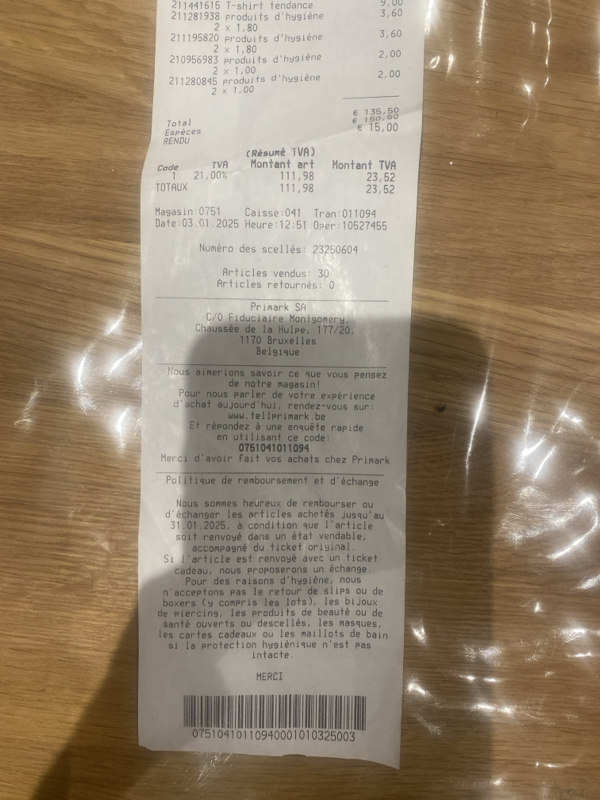 211441615 T-shirt tendance 9,00
211281938 produits d'hygiène 3,60
2 x 1,80
211195820 produits d'hygiène 3,60
2 x 1,80
210956983 produits d'hygiène 2,00
2 x 1,00
211280845 produits d'hygiène 2,00
2 x 1,00
Total € 135,50
Espèces € 150,50
RENDU € 15,00
(Résumé TVA)
Code TVA Montant art Montant TVA
1 21,00% 111,98 23,52
TOTAUX 111,98 23,52
Magasin:0751 Caisse:041 Tran:011094
Date:03.01.2025 Heure:12:51 Oper:10527455
Numéro des scellés: 23250604
Articles vendus: 30
Articles retournés: 0
Primark SA
C/O Fiduciaire Montgomery,
Chaussée de la Hulpe, 177/20,
1170 Bruxelles
Belgique
Nous aimerions savoir ce que vous pensez
de notre magasin!
Pour nous parler de votre expérience
d'achat aujourd'hui, rendez-vous sur:
www.tellprimark.be
Et répondez à une enquête rapide
en utilisant ce code:
0751041011094
Merci d'avoir fait vos achats chez Primark
Politique de remboursement et d'échange
Nous sommes heureux de rembourser ou
d'échanger les articles achetés jusqu'au
31.01.2025, à condition que l'article
soit renvoyé dans un état vendable,
accompagné du ticket original.
Si l'article est renvoyé avec un ticket
cadeau, nous proposerons un échange.
Pour des raisons d'hygiène, nous
n'acceptons pas le retour de slips ou de
boxers (y compris les lots), les bijoux
de piercing, les produits de beauté ou de
santé ouverts ou descellés, les masques,
les cartes cadeaux ou les maillots de bain
si la protection hygiénique n'est pas
intacte.
MERCI
07510410110940001010325003